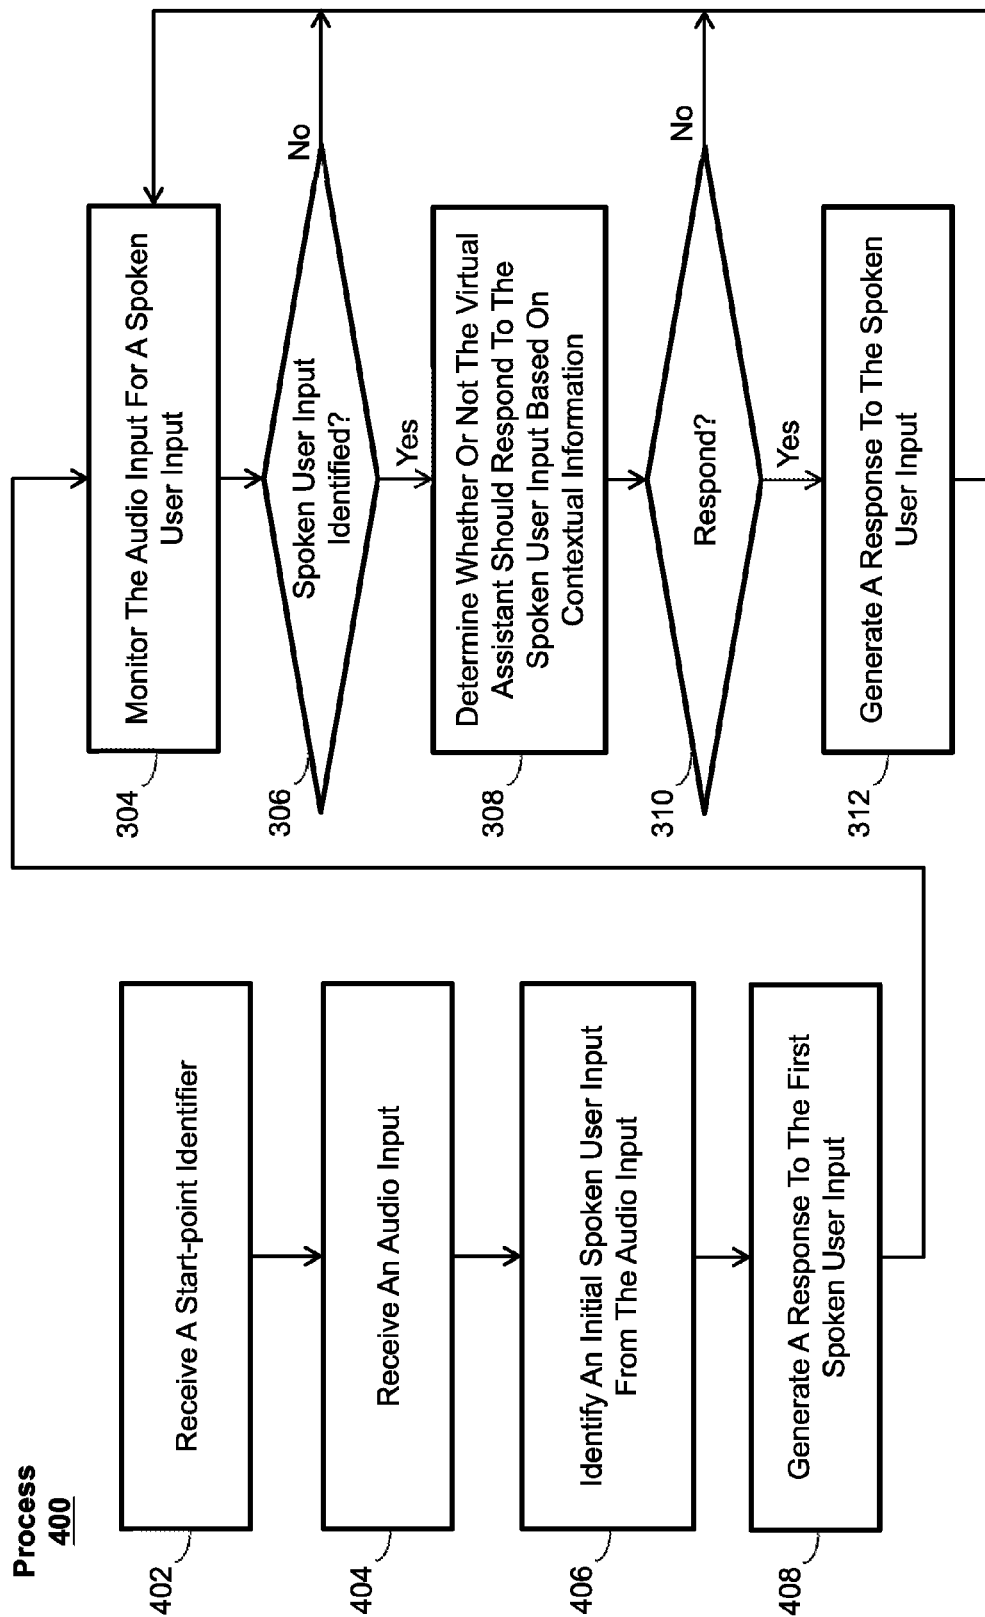 Process
400
402
Receive A Start-point Identifier
404
Receive An Audio Input
406
Identify An Initial Spoken User Input
From The Audio Input
408
Generate A Response To The First
Spoken User Input
304
Monitor The Audio Input For A Spoken
User Input
306
Spoken User Input
Identified?
No
Yes
308
Determine Whether Or Not The Virtual
Assistant Should Respond To The
Spoken User Input Based On
Contextual Information
310
Respond?
No
Yes
312
Generate A Response To The Spoken
User Input